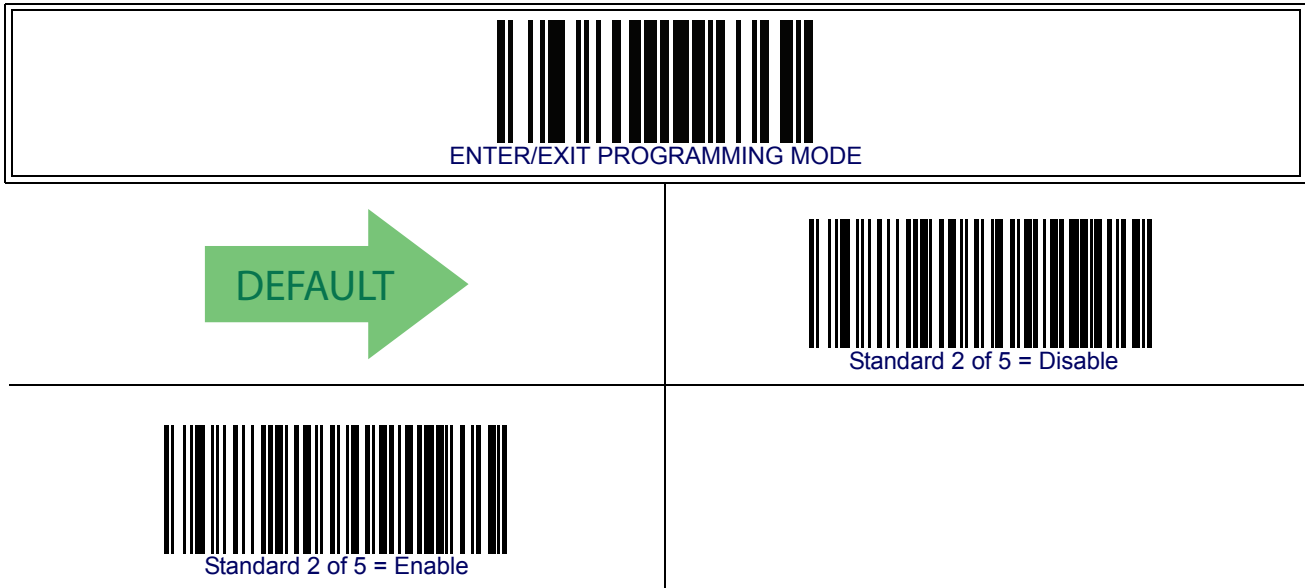 ENTER/EXIT PROGRAMMING MODE
DEFAULT
Standard 2 of 5 = Disable
Standard 2 of 5 = Enable